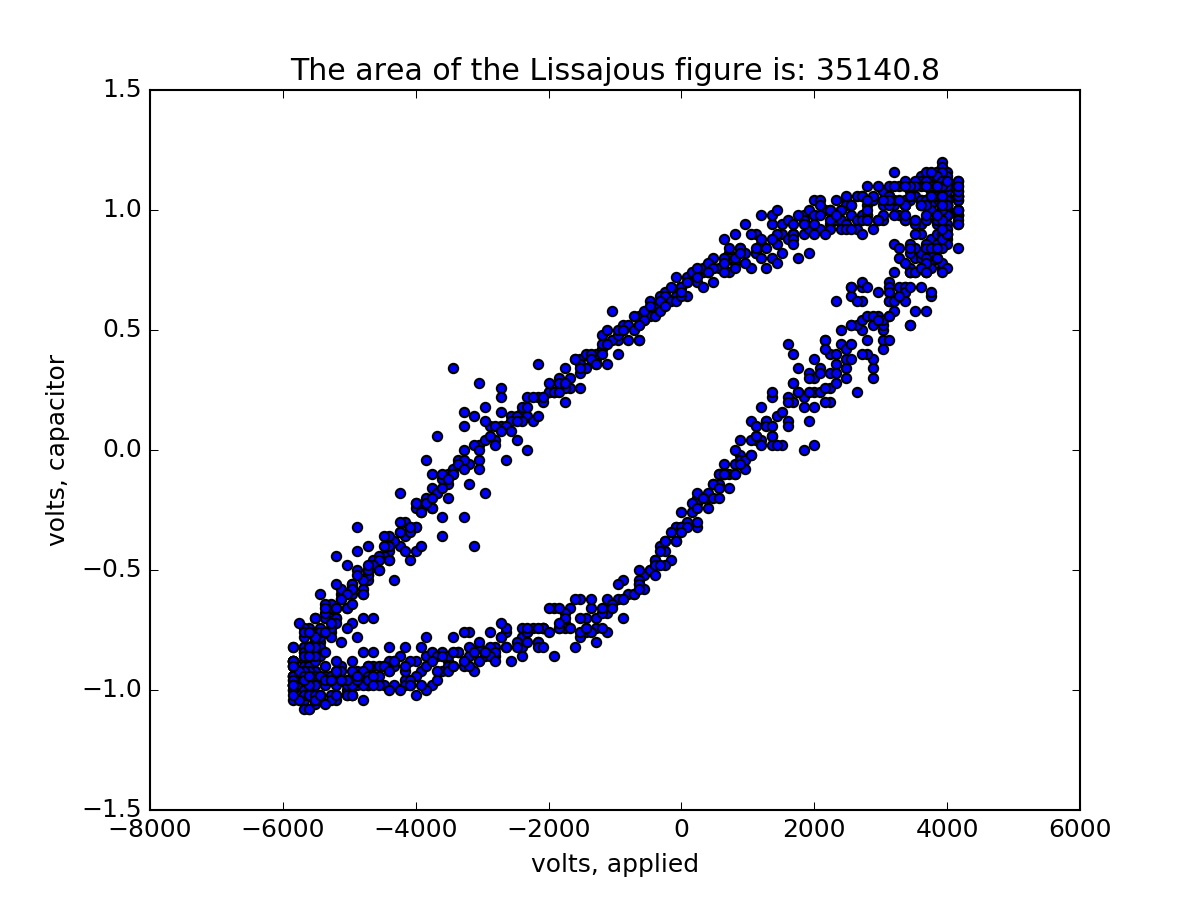 The area of the Lissajous figure is: 35140.8
1.5
1.0
0.5
0.0
−0.5
−1.0
−1.5
volts, capacitor
−8000 −6000 −4000 −2000 0 2000 4000 6000
volts, applied